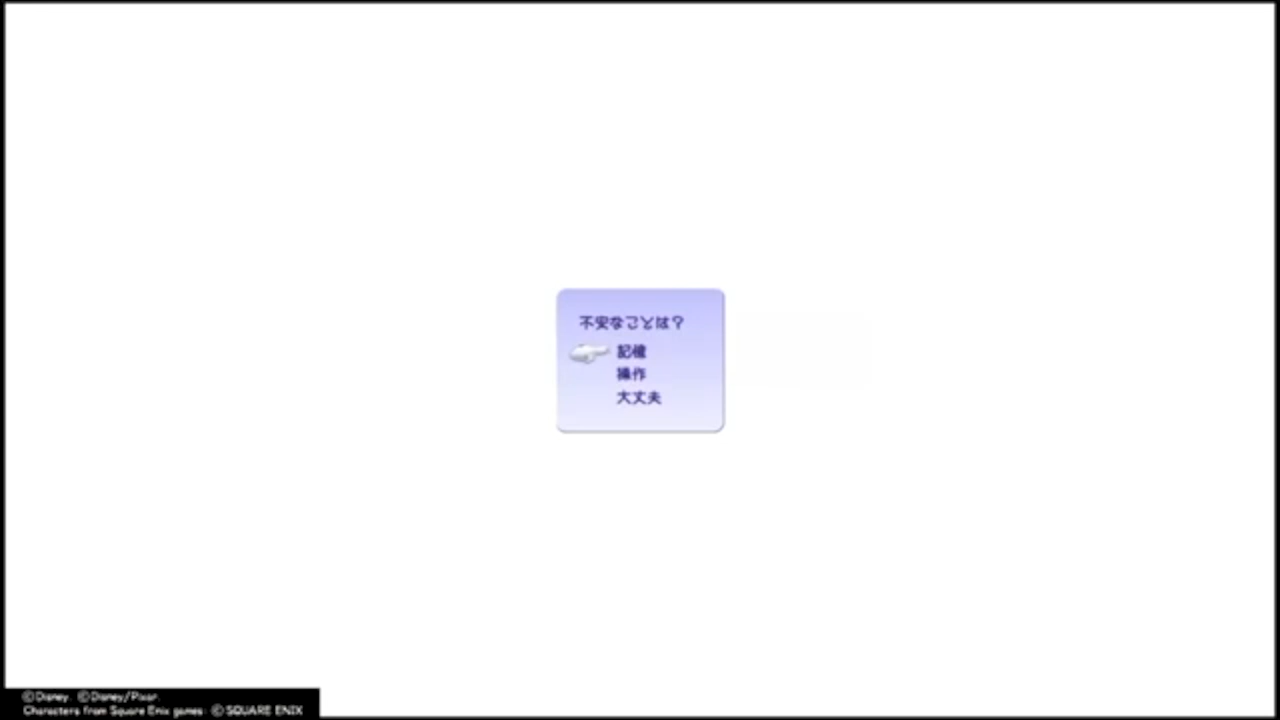 不安なことは？
記憶
操作
大丈夫
©Disney. ©Disney/Pixar.
Characters from Square Enix games: © SQUARE ENIX